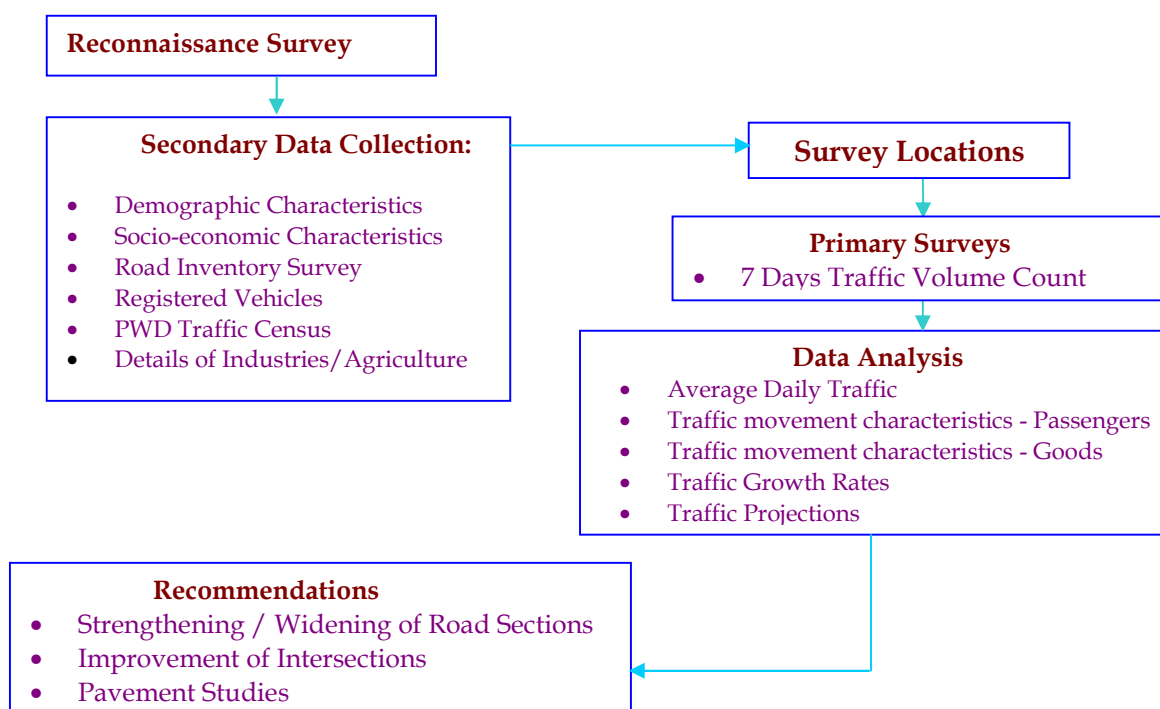 Reconnaissance Survey
Secondary Data Collection:
• Demographic Characteristics
• Socio-economic Characteristics
• Road Inventory Survey
• Registered Vehicles
• PWD Traffic Census
• Details of Industries/Agriculture
Survey Locations
Primary Surveys
• 7 Days Traffic Volume Count
Data Analysis
• Average Daily Traffic
• Traffic movement characteristics - Passengers
• Traffic movement characteristics - Goods
• Traffic Growth Rates
• Traffic Projections
Recommendations
• Strengthening / Widening of Road Sections
• Improvement of Intersections
• Pavement Studies